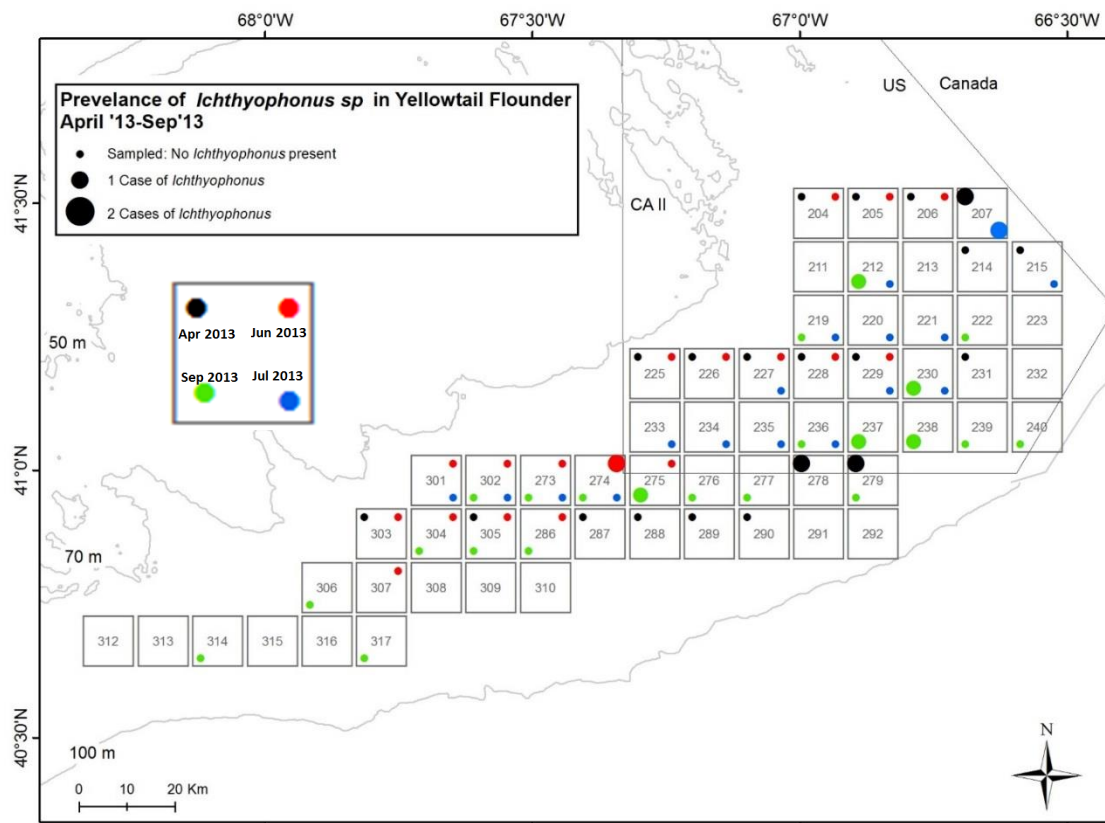 68°0'W 67°30'W 67°0'W 66°30'W
US Canada
Prevelance of Ichthyophonus sp in Yellowtail Flounder
April '13-Sep'13
Sampled: No Ichthyophonus present
1 Case of Ichthyophonus
2 Cases of Ichthyophonus
CA II
41°30'N
204 205 206 207
211 212 213 214 215
Apr 2013 Jun 2013
Sep 2013 Jul 2013
219 220 221 222 223
50 m
225 226 227 228 229 230 231 232
233 234 235 236 237 238 239 240
41°0'N
301 302 273 274 275 276 277 278 279
303 304 305 286 287 288 289 290 291 292
70 m
306 307 308 309 310
312 313 314 315 316 317
40°30'N
100 m
N
0 10 20 Km